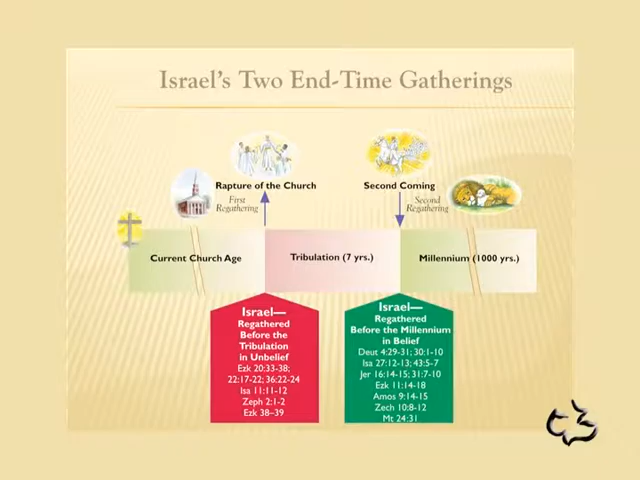 Israel's Two End-Time Gatherings
Rapture of the Church
Second Coming
First
Regathering
Second
Regathering
Current Church Age
Tribulation (7 yrs.)
Millennium (1000 yrs.)
Israel—
Regathered
Before the
Tribulation
in Unbelief
Ezk 20:33-38;
22:17-22; 36:22-24
Isa 11:11-12
Zeph 2:1-2
Ezk 38–39
Israel—
Regathered
Before the Millennium
in Belief
Deut 4:29-31; 30:1-10
Isa 27:12-13; 43:5-7
Jer 16:14-15; 31:7-10
Ezk 11:14-18
Amos 9:14-15
Zech 10:8-12
Mt 24:31